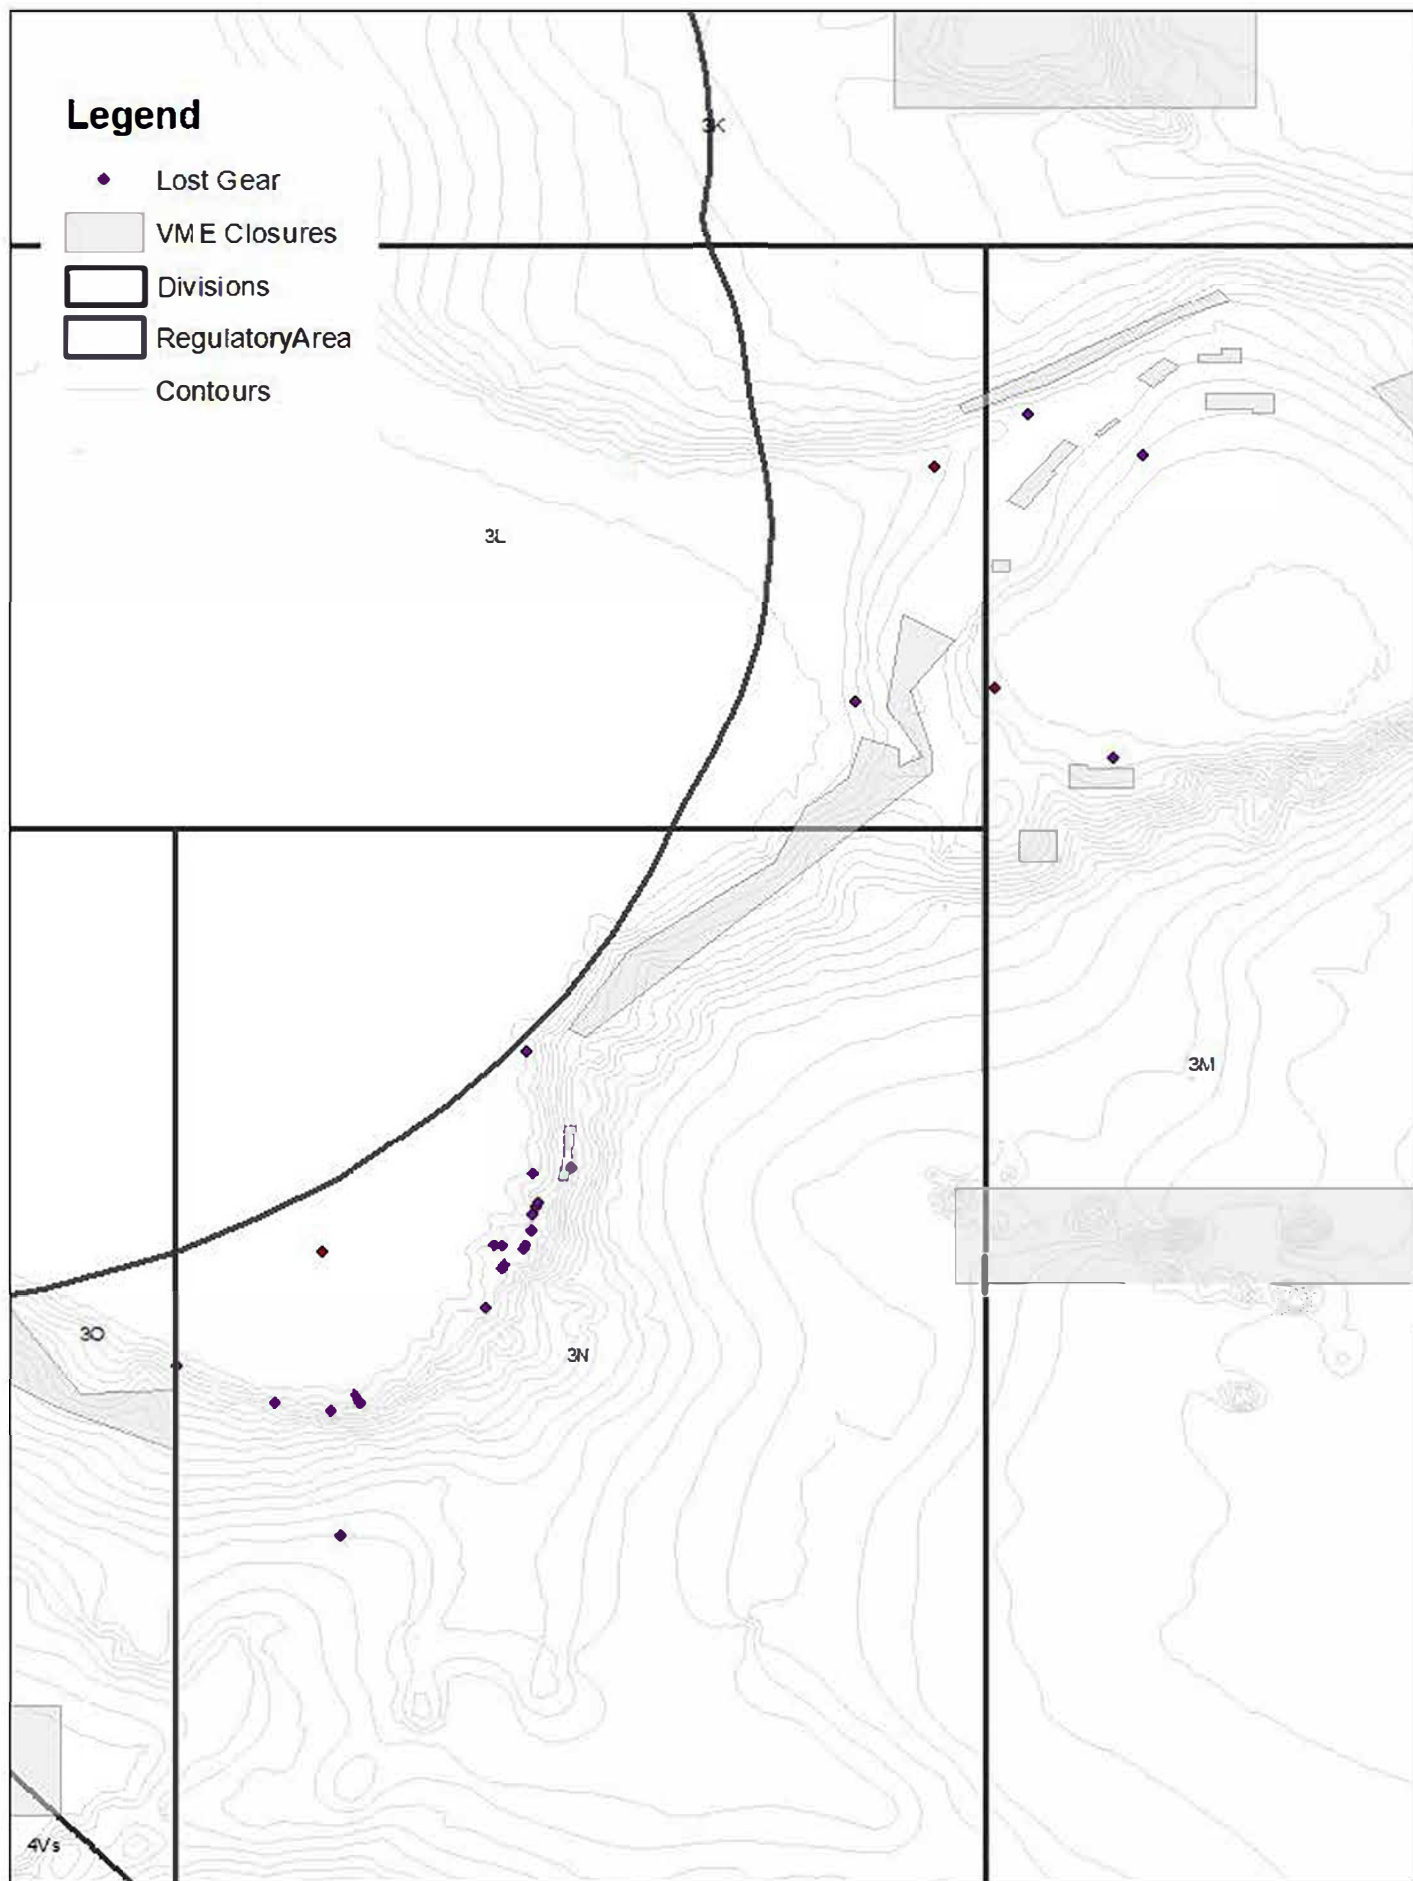 3K
Legend
Lost Gear
VME Closures
Divisions
RegulatoryArea
Contours
3L
3M
3O
3N
4Vs